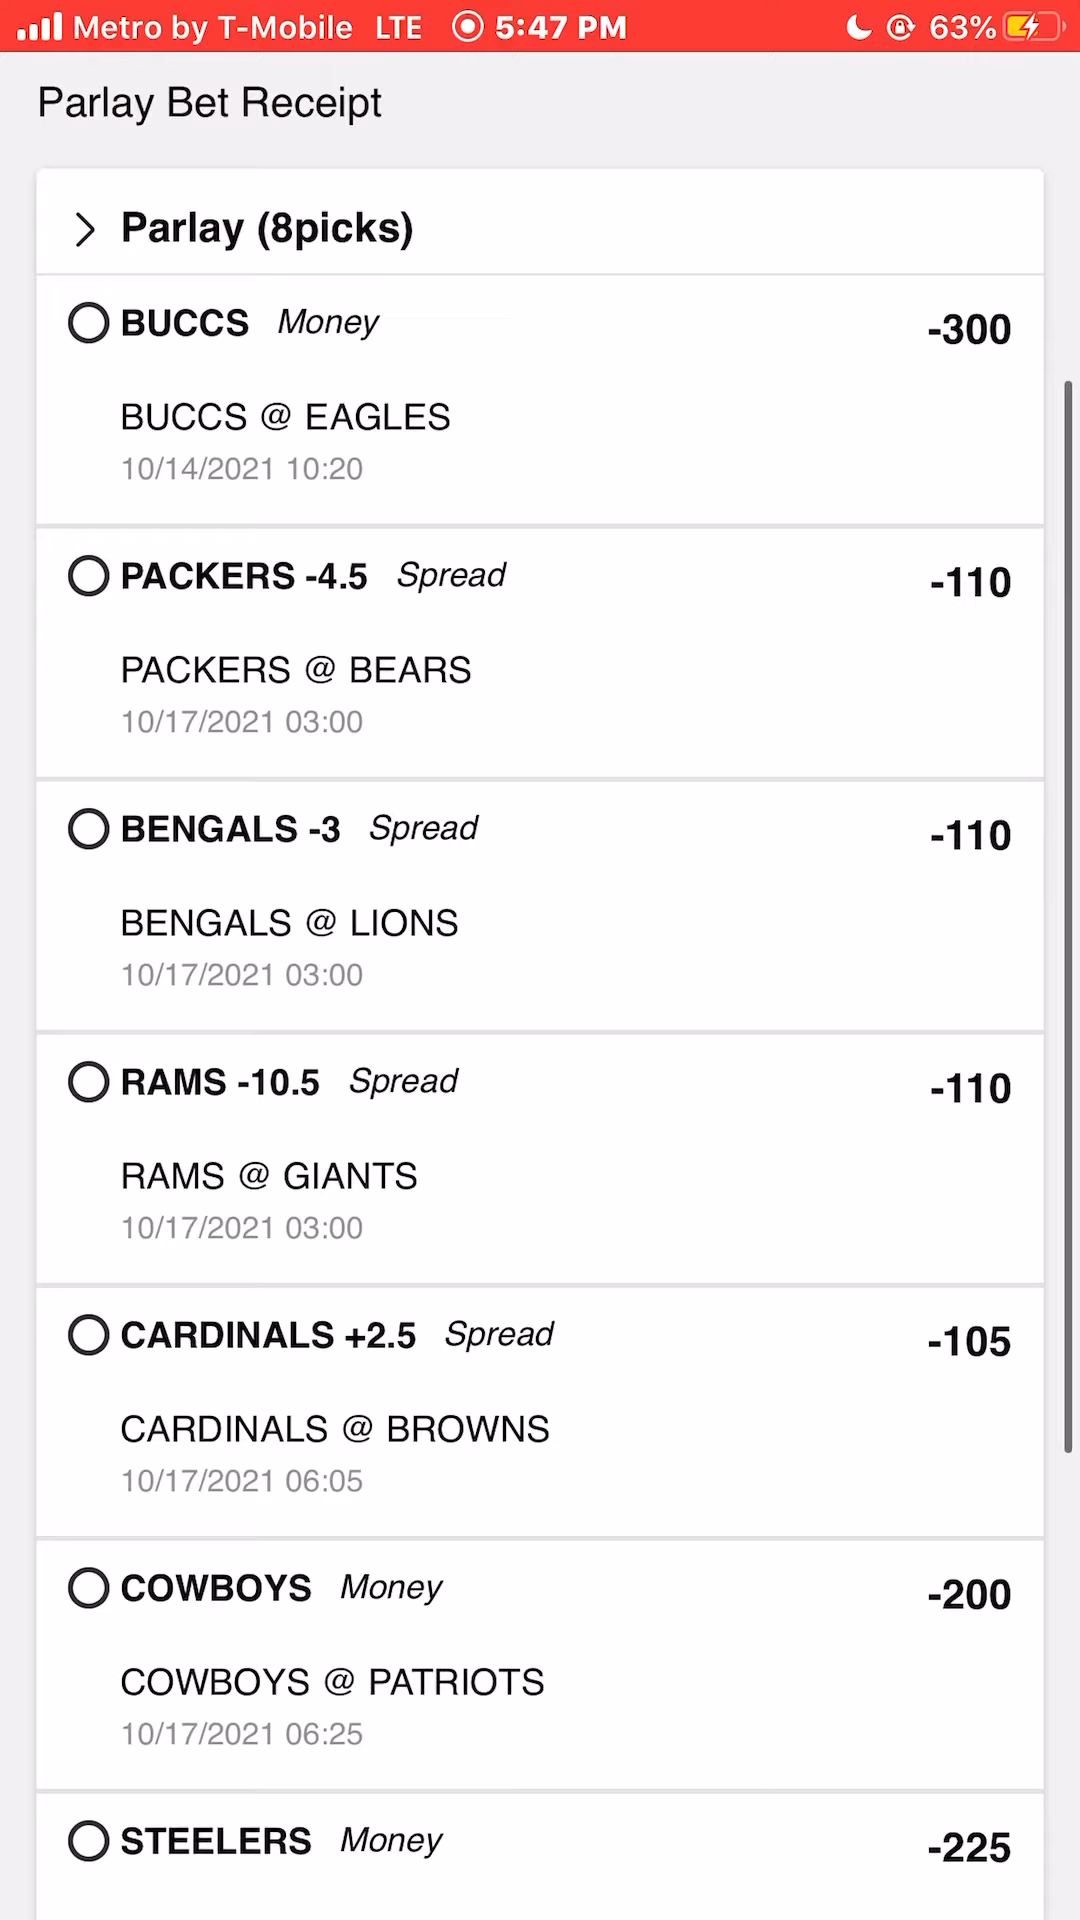 Metro by T-Mobile LTE 5:47 PM 63%
Parlay Bet Receipt
Parlay (8picks)
BUCCS Money -300
BUCCS @ EAGLES
10/14/2021 10:20
PACKERS -4.5 Spread -110
PACKERS @ BEARS
10/17/2021 03:00
BENGALS -3 Spread -110
BENGALS @ LIONS
10/17/2021 03:00
RAMS -10.5 Spread -110
RAMS @ GIANTS
10/17/2021 03:00
CARDINALS +2.5 Spread -105
CARDINALS @ BROWNS
10/17/2021 06:05
COWBOYS Money -200
COWBOYS @ PATRIOTS
10/17/2021 06:25
STEELERS Money -225